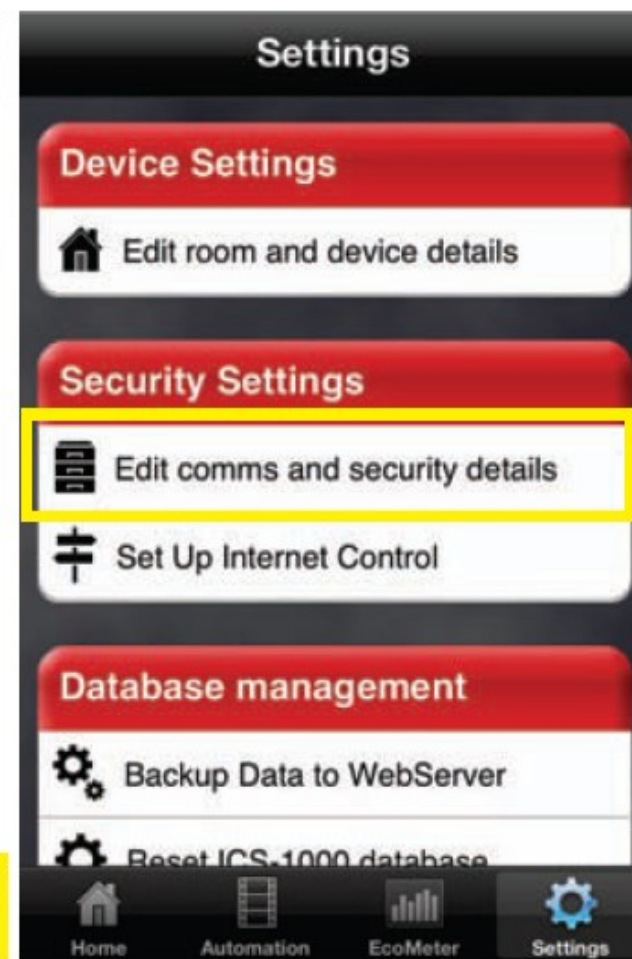 Settings
Device Settings
Edit room and device details
Security Settings
Edit comms and security details
Set Up Internet Control
Database management
Backup Data to WebServer
Reset ICS-1000 database
Home Automation EcoMeter Settings